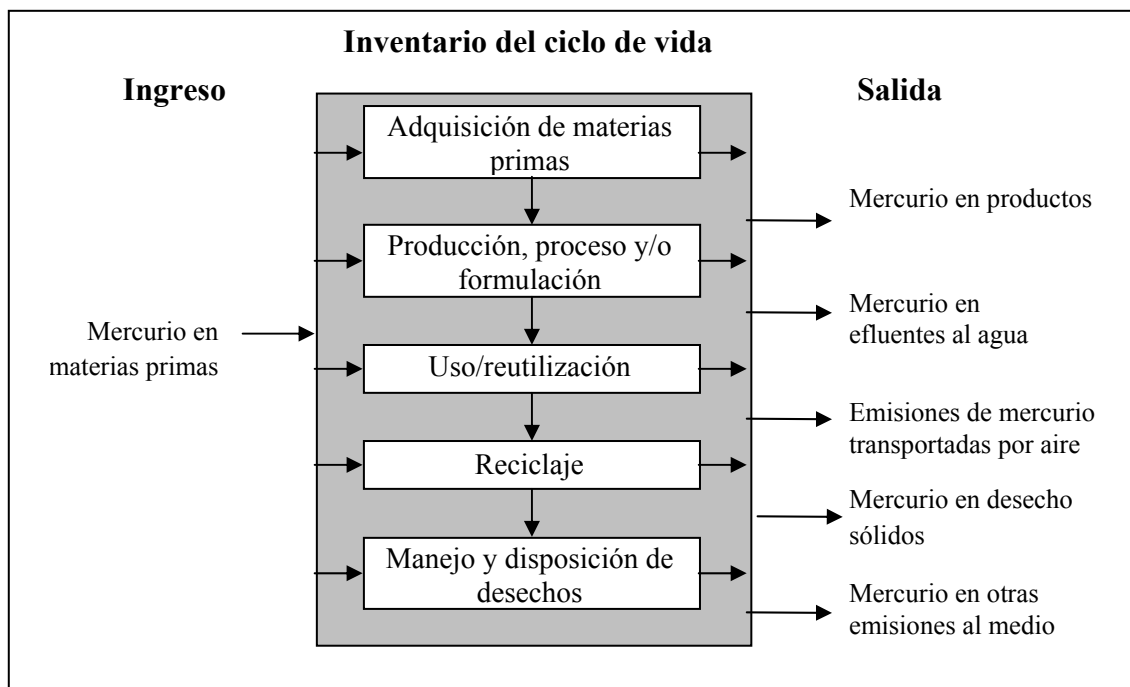 Inventario del ciclo de vida
Ingreso
Salida
Adquisición de materias
primas
Producción, proceso y/o
formulación
Uso/reutilización
Reciclaje
Manejo y disposición de
desechos
Mercurio en
materias primas
Mercurio en productos
Mercurio en
efluentes al agua
Emisiones de mercurio
transportadas por aire
Mercurio en desecho
sólidos
Mercurio en otras
emisiones al medio